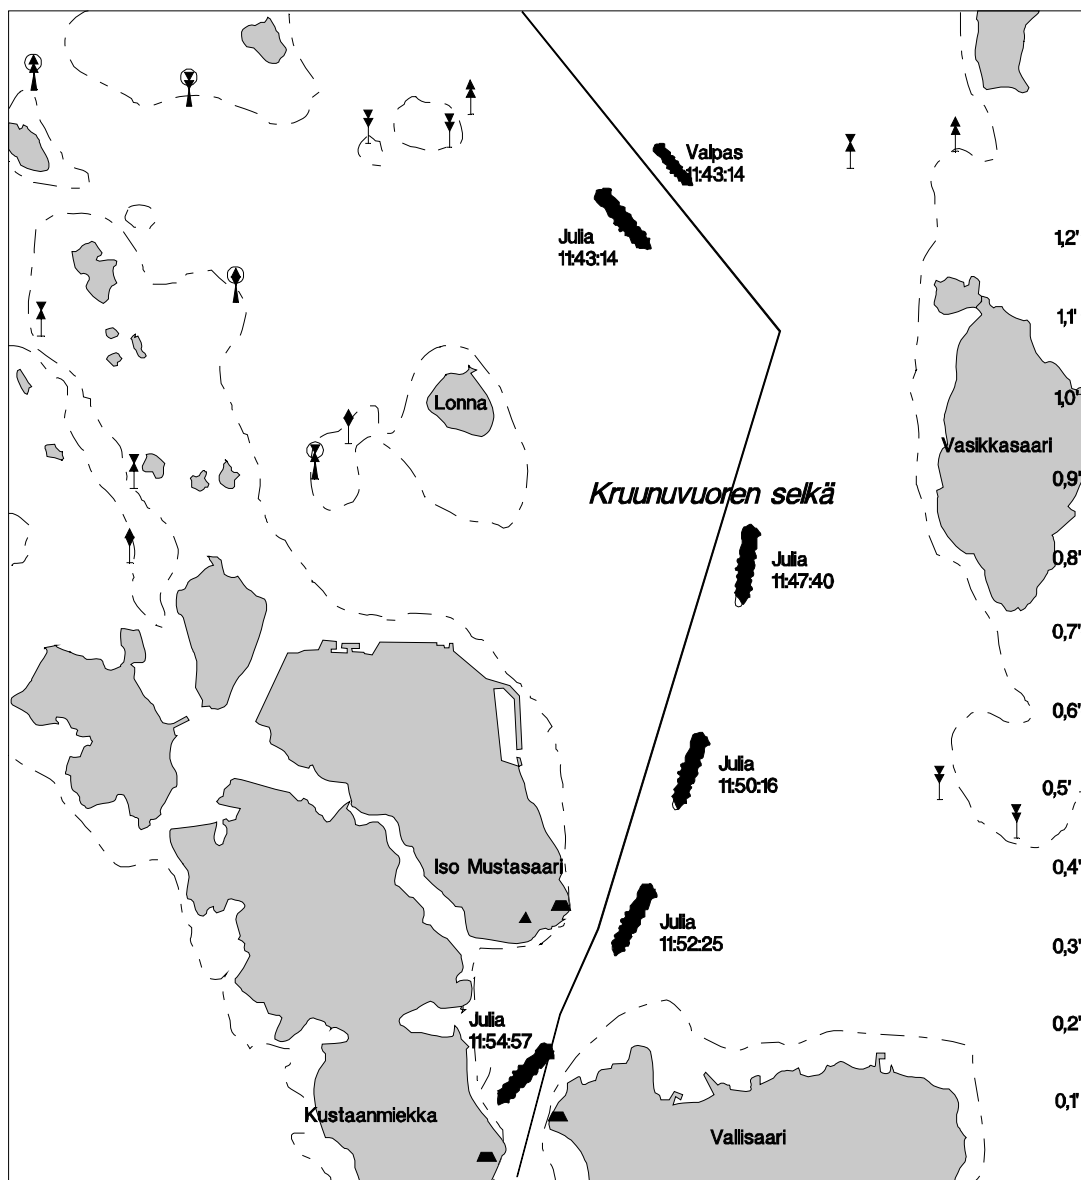 Valpas
11:43:14
Julia
11:43:14
1,2'
1,1'
1,0'
Lonna
Vasikkasaari
0,9'
Kruunuvuoren selkä
Julia
11:47:40
0,8'
0,7'
0,6'
Julia
11:50:16
0,5'
Iso Mustasaari
0,4'
Julia
11:52:25
0,3'
Julia
11:54:57
0,2'
Kustaanmiekka
0,1'
Vallisaari